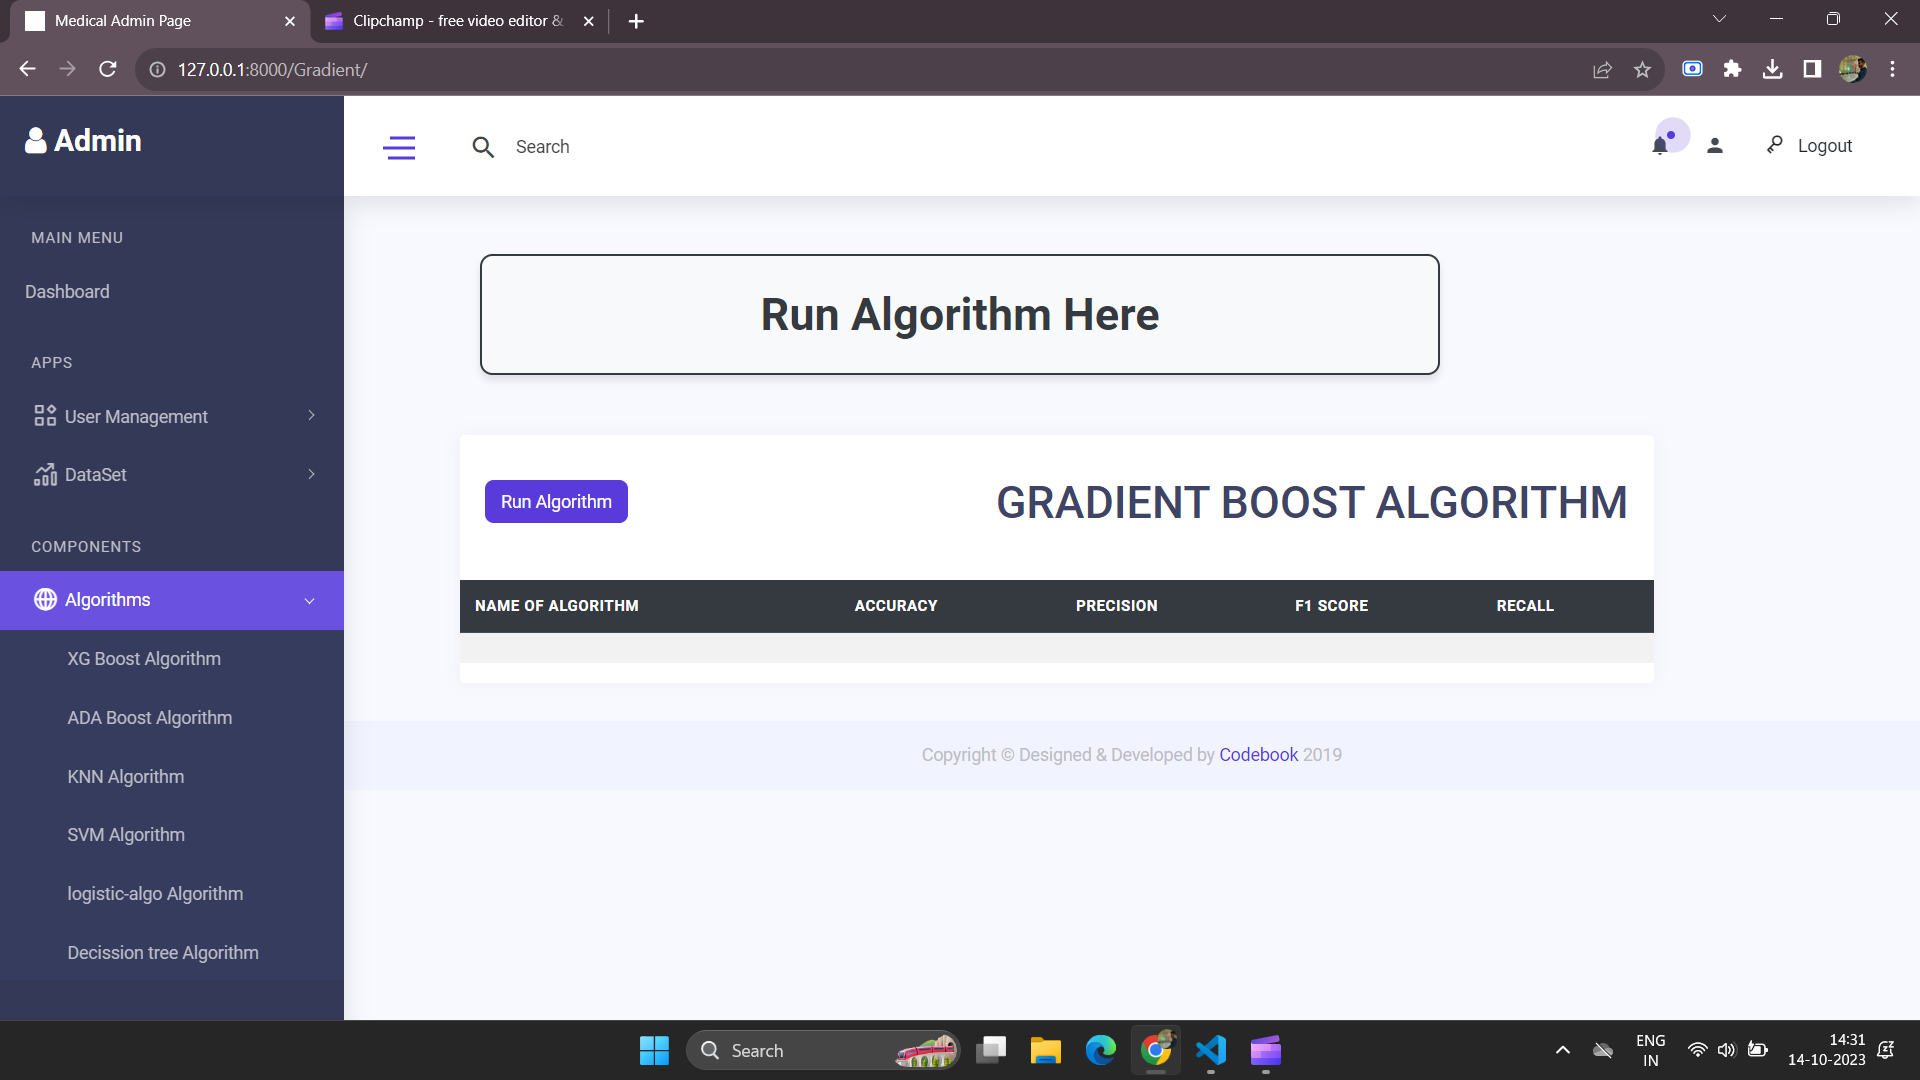 Medical Admin Page
Clipchamp - free video editor &
127.0.0.1:8000/Gradient/
Admin
Search
Logout
MAIN MENU
Dashboard
APPS
User Management
DataSet
COMPONENTS
Algorithms
XG Boost Algorithm
ADA Boost Algorithm
KNN Algorithm
SVM Algorithm
logistic-algo Algorithm
Decission tree Algorithm
Run Algorithm Here
Run Algorithm
GRADIENT BOOST ALGORITHM
NAME OF ALGORITHM ACCURACY PRECISION F1 SCORE RECALL
Copyright © Designed & Developed by Codebook 2019
Search
ENG
IN
14:31
14-10-2023